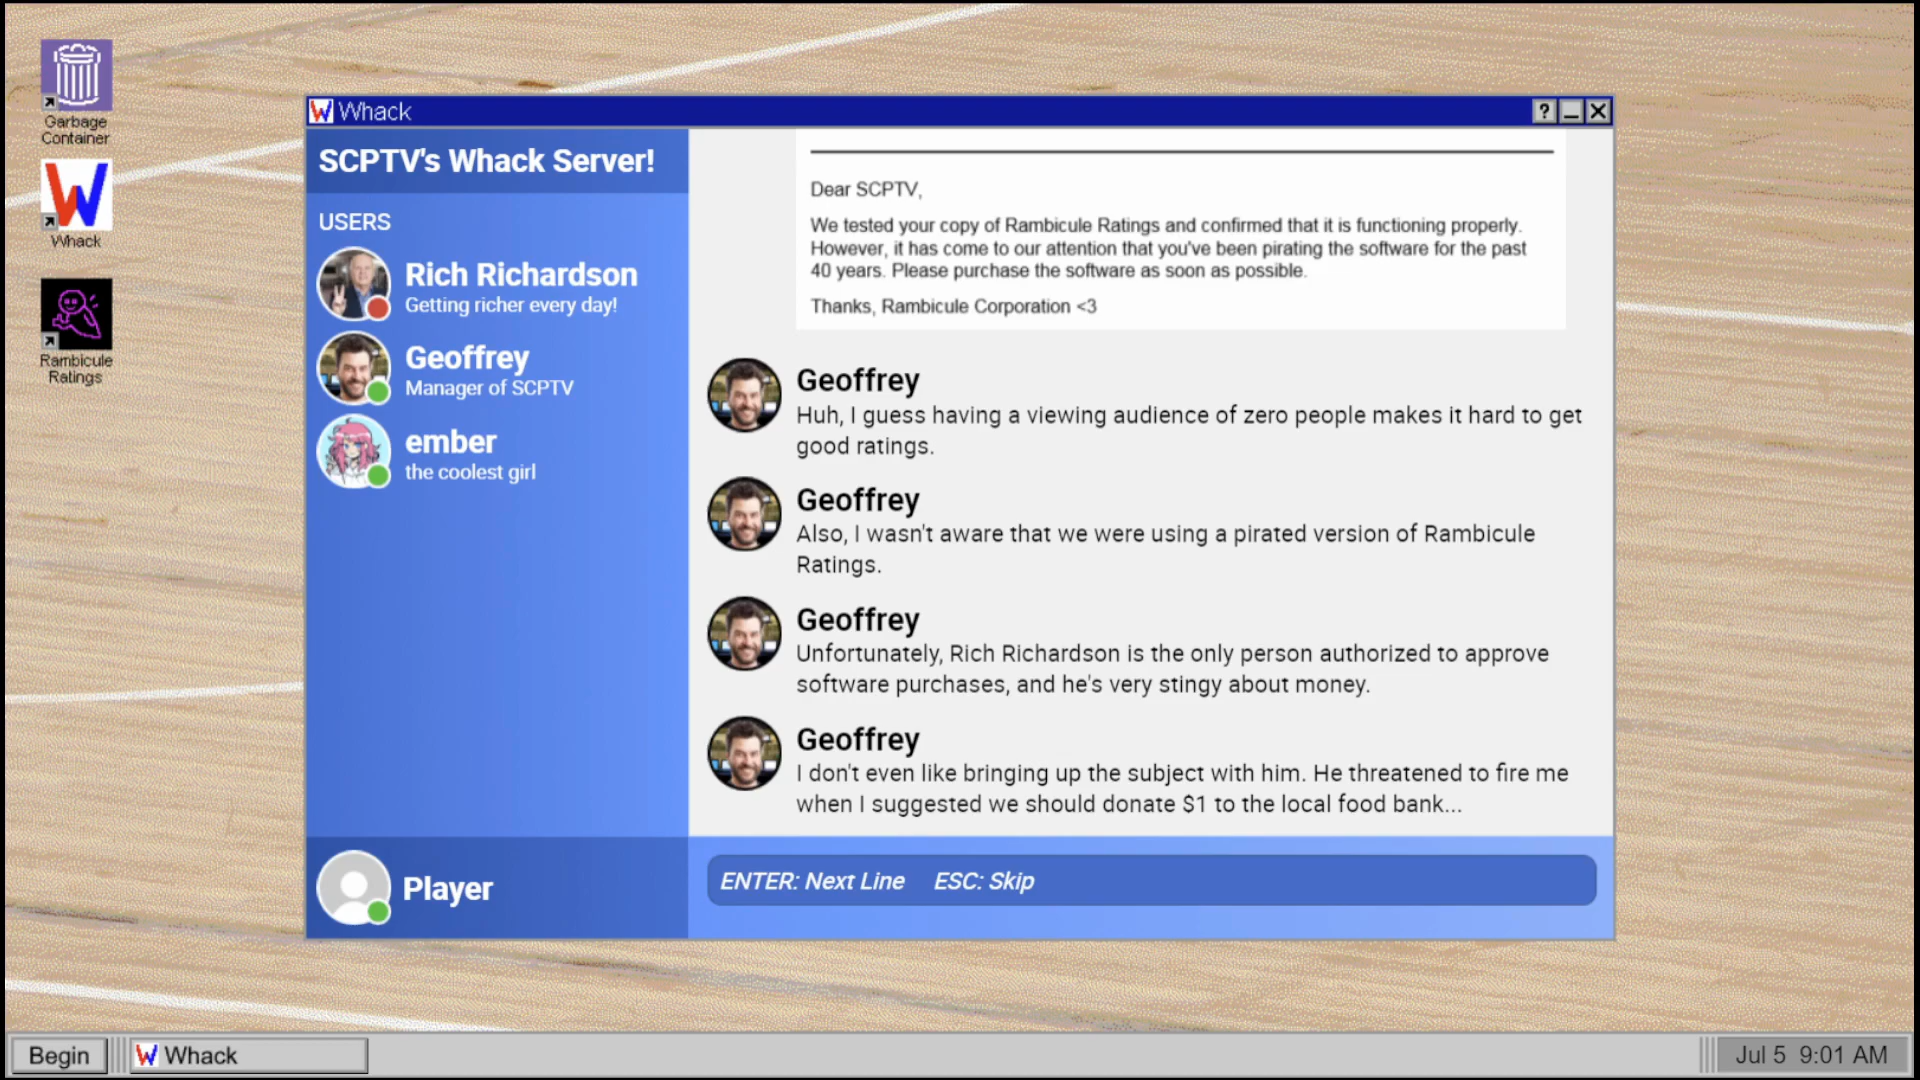 Garbage
Container
Whack
Rambicule
Ratings
W Whack
? _ X
SCPTV's Whack Server!
USERS
Rich Richardson
Getting richer every day!
Geoffrey
Manager of SCPTV
ember
the coolest girl
Player
Dear SCPTV,
We tested your copy of Rambicule Ratings and confirmed that it is functioning properly.
However, it has come to our attention that you've been pirating the software for the past
40 years. Please purchase the software as soon as possible.
Thanks, Rambicule Corporation <3
Geoffrey
Huh, I guess having a viewing audience of zero people makes it hard to get
good ratings.
Geoffrey
Also, I wasn't aware that we were using a pirated version of Rambicule
Ratings.
Geoffrey
Unfortunately, Rich Richardson is the only person authorized to approve
software purchases, and he's very stingy about money.
Geoffrey
I don't even like bringing up the subject with him. He threatened to fire me
when I suggested we should donate $1 to the local food bank...
ENTER: Next Line ESC: Skip
Begin
W Whack
Jul 5 9:01 AM